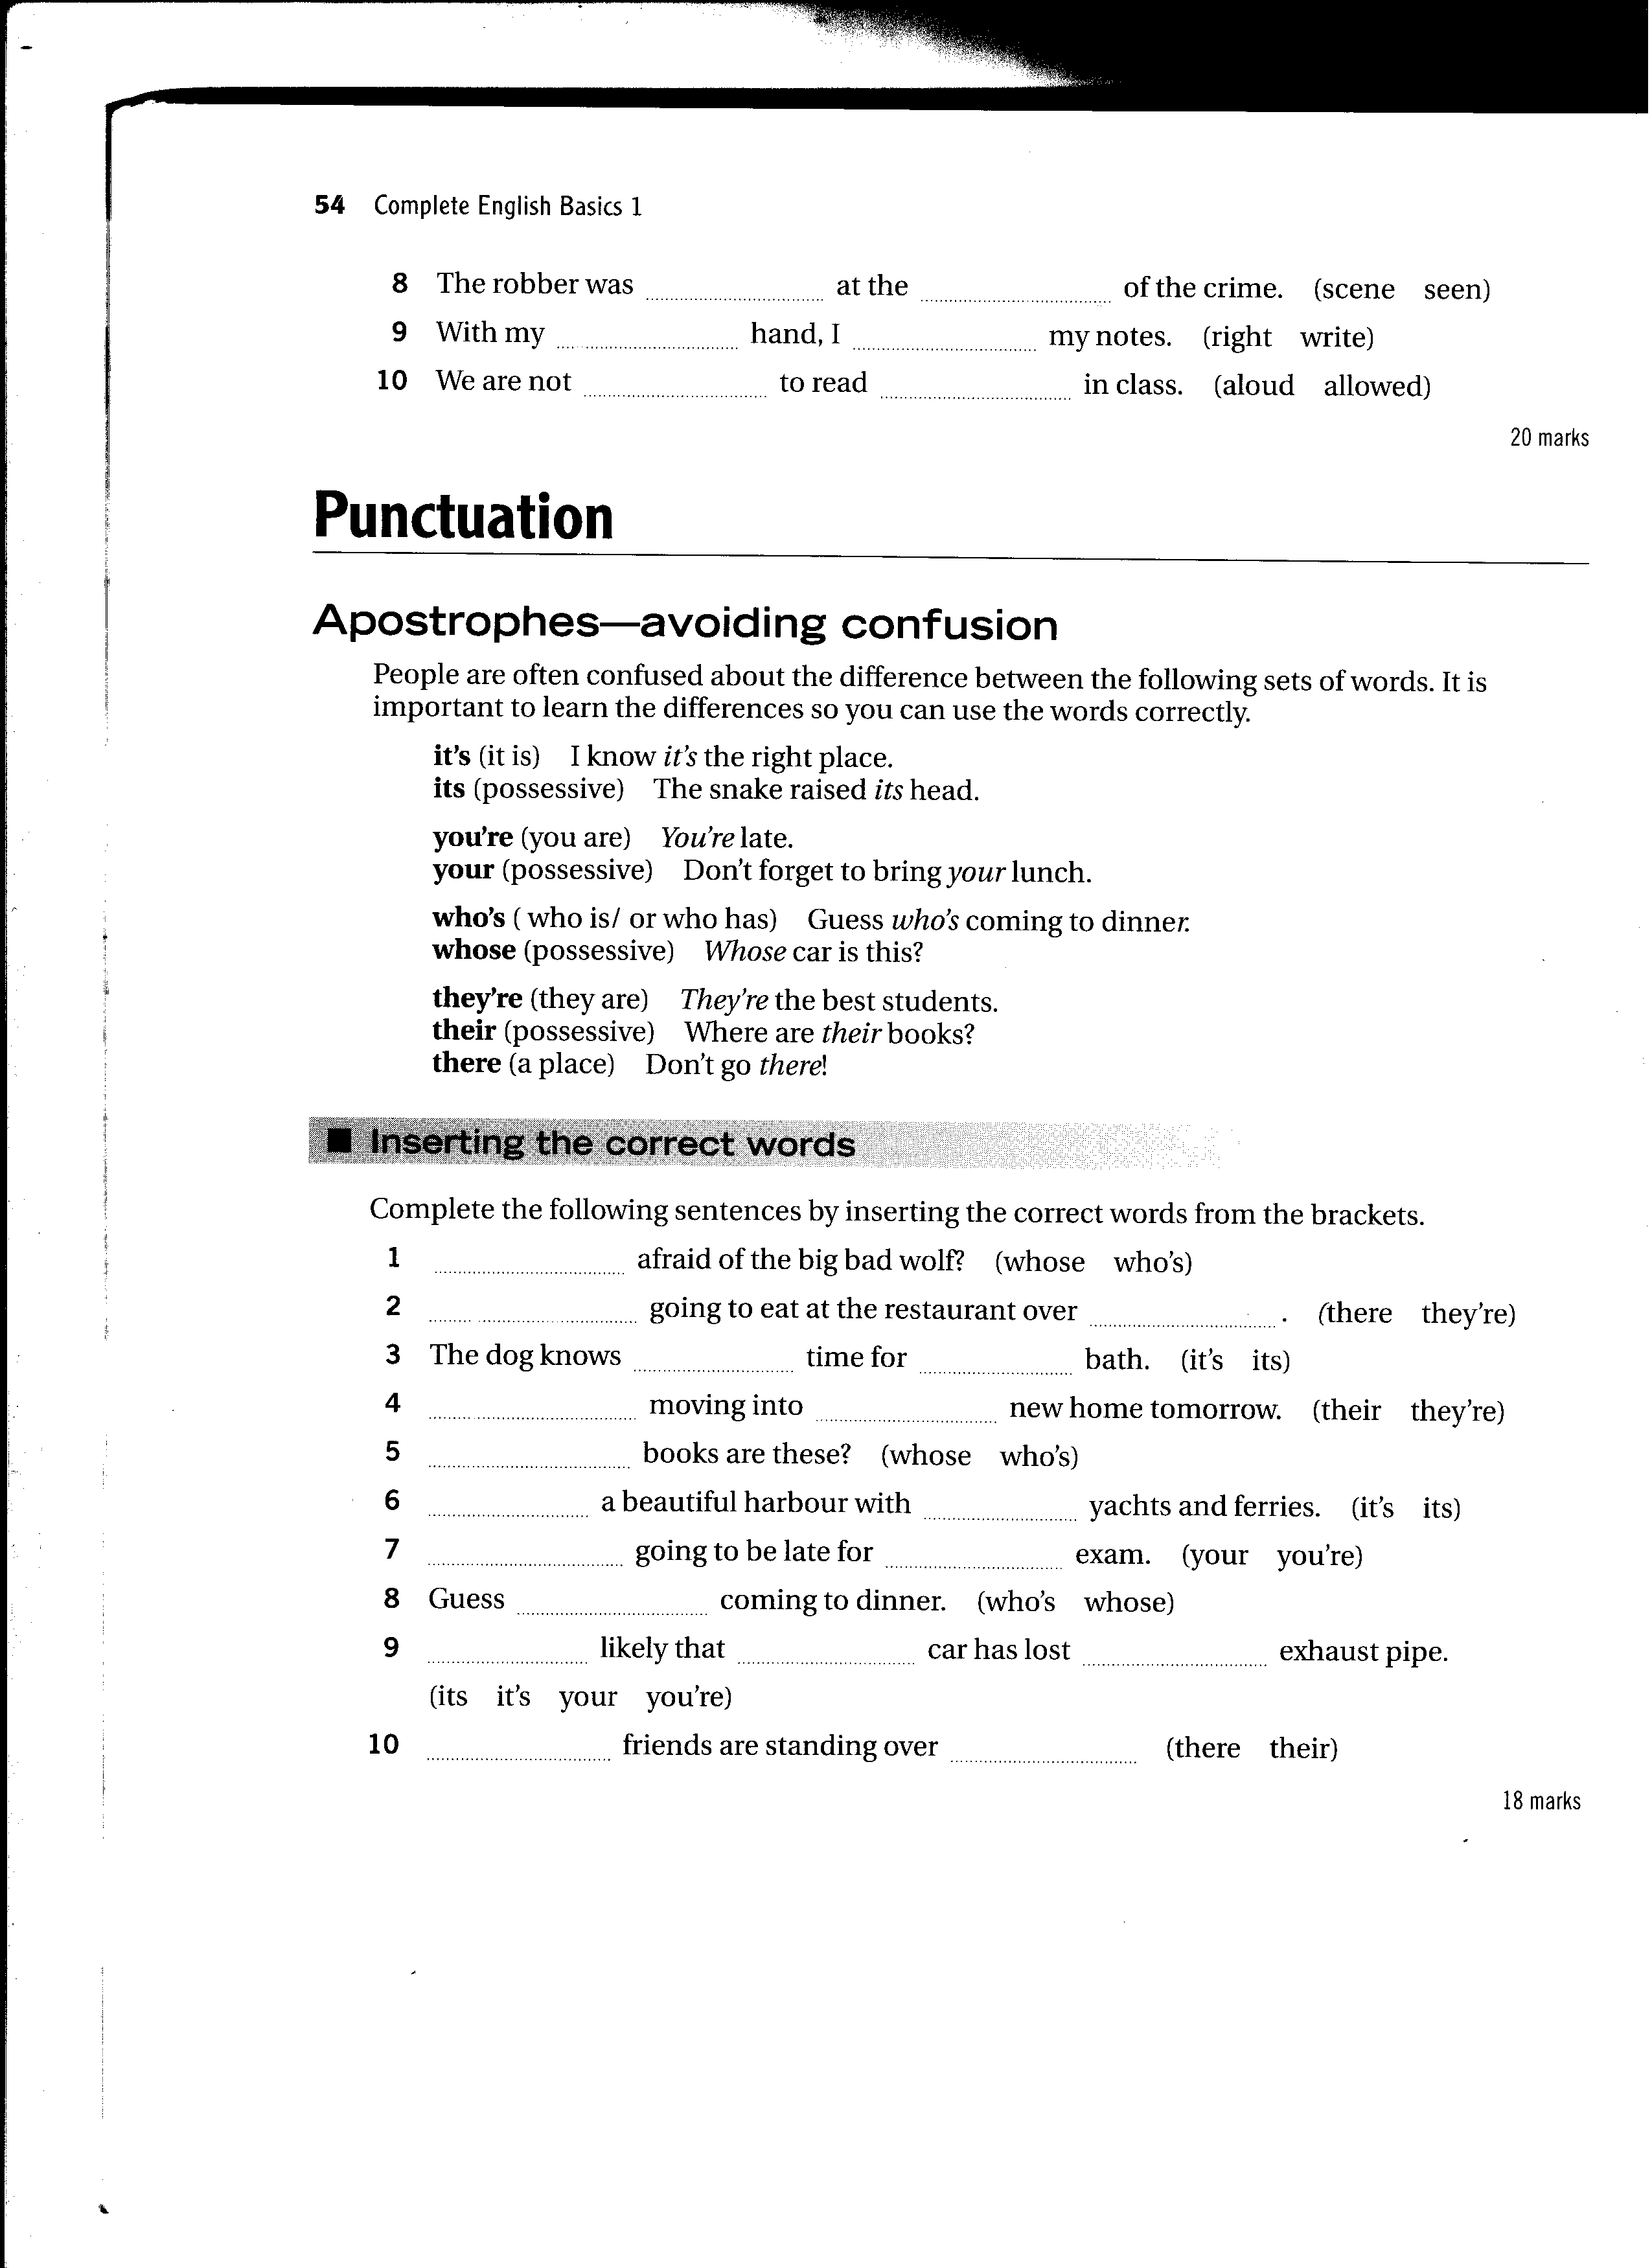 54 Complete English Basics 1
8 The robber was at the of the crime. (scene seen)
9 With my hand, I my notes. (right write)
10 We are not to read in class. (aloud allowed)
20 marks
Punctuation
Apostrophes—avoiding confusion
People are often confused about the difference between the following sets of words. It is
important to learn the differences so you can use the words correctly.
it's (it is) I know it's the right place.
its (possessive) The snake raised its head.
you're (you are) You're late.
your (possessive) Don't forget to bring your lunch.
who's ( who is/ or who has) Guess who's coming to dinner.
whose (possessive) Whose car is this?
they're (they are) They're the best students.
their (possessive) Where are their books?
there (a place) Don't go there!
■ Inserting the correct words
Complete the following sentences by inserting the correct words from the brackets.
1 afraid of the big bad wolf? (whose who's)
2 going to eat at the restaurant over . (there they're)
3 The dog knows time for bath. (it's its)
4 moving into new home tomorrow. (their they're)
5 books are these? (whose who's)
6 a beautiful harbour with yachts and ferries. (it's its)
7 going to be late for exam. (your you're)
8 Guess coming to dinner. (who's whose)
9 likely that car has lost exhaust pipe.
(its it's your you're)
10 friends are standing over (there their)
18 marks